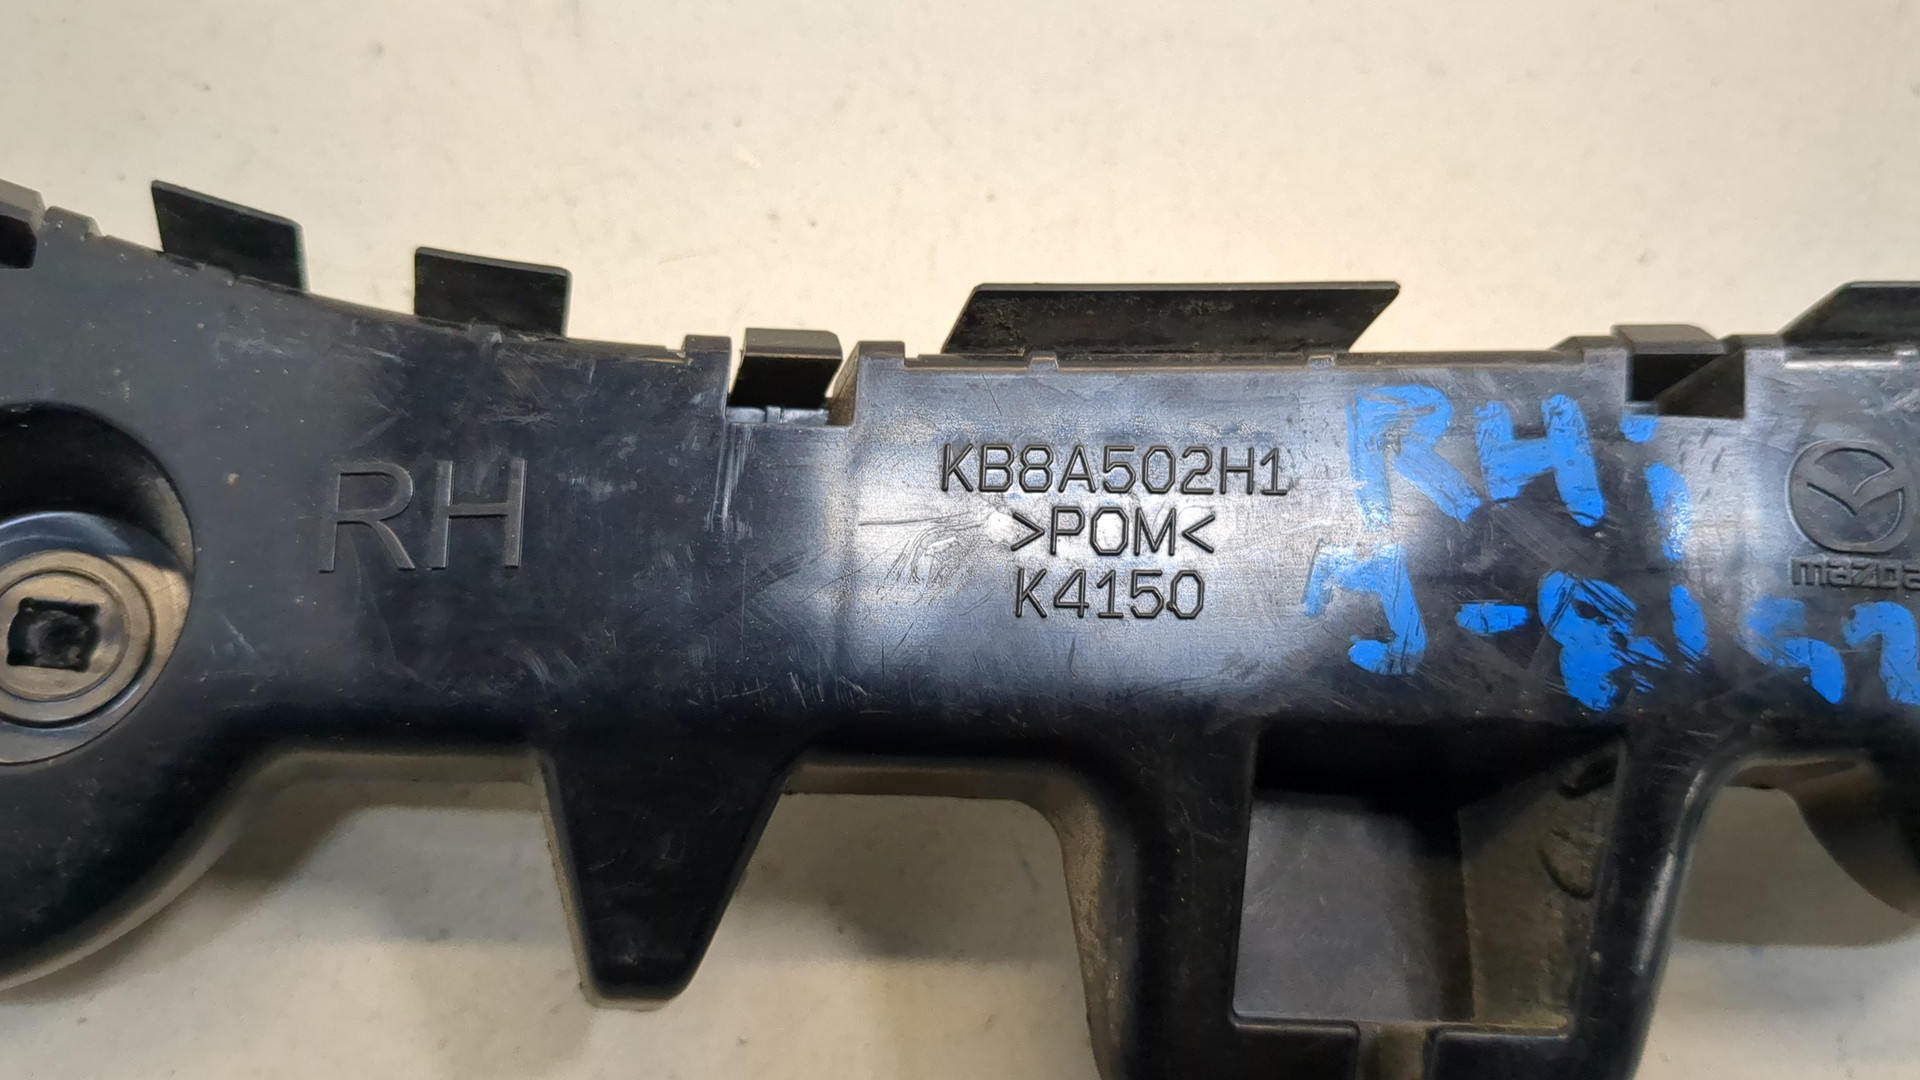 RH
KB8A502H1
>POM<
K4150
RH
mazda